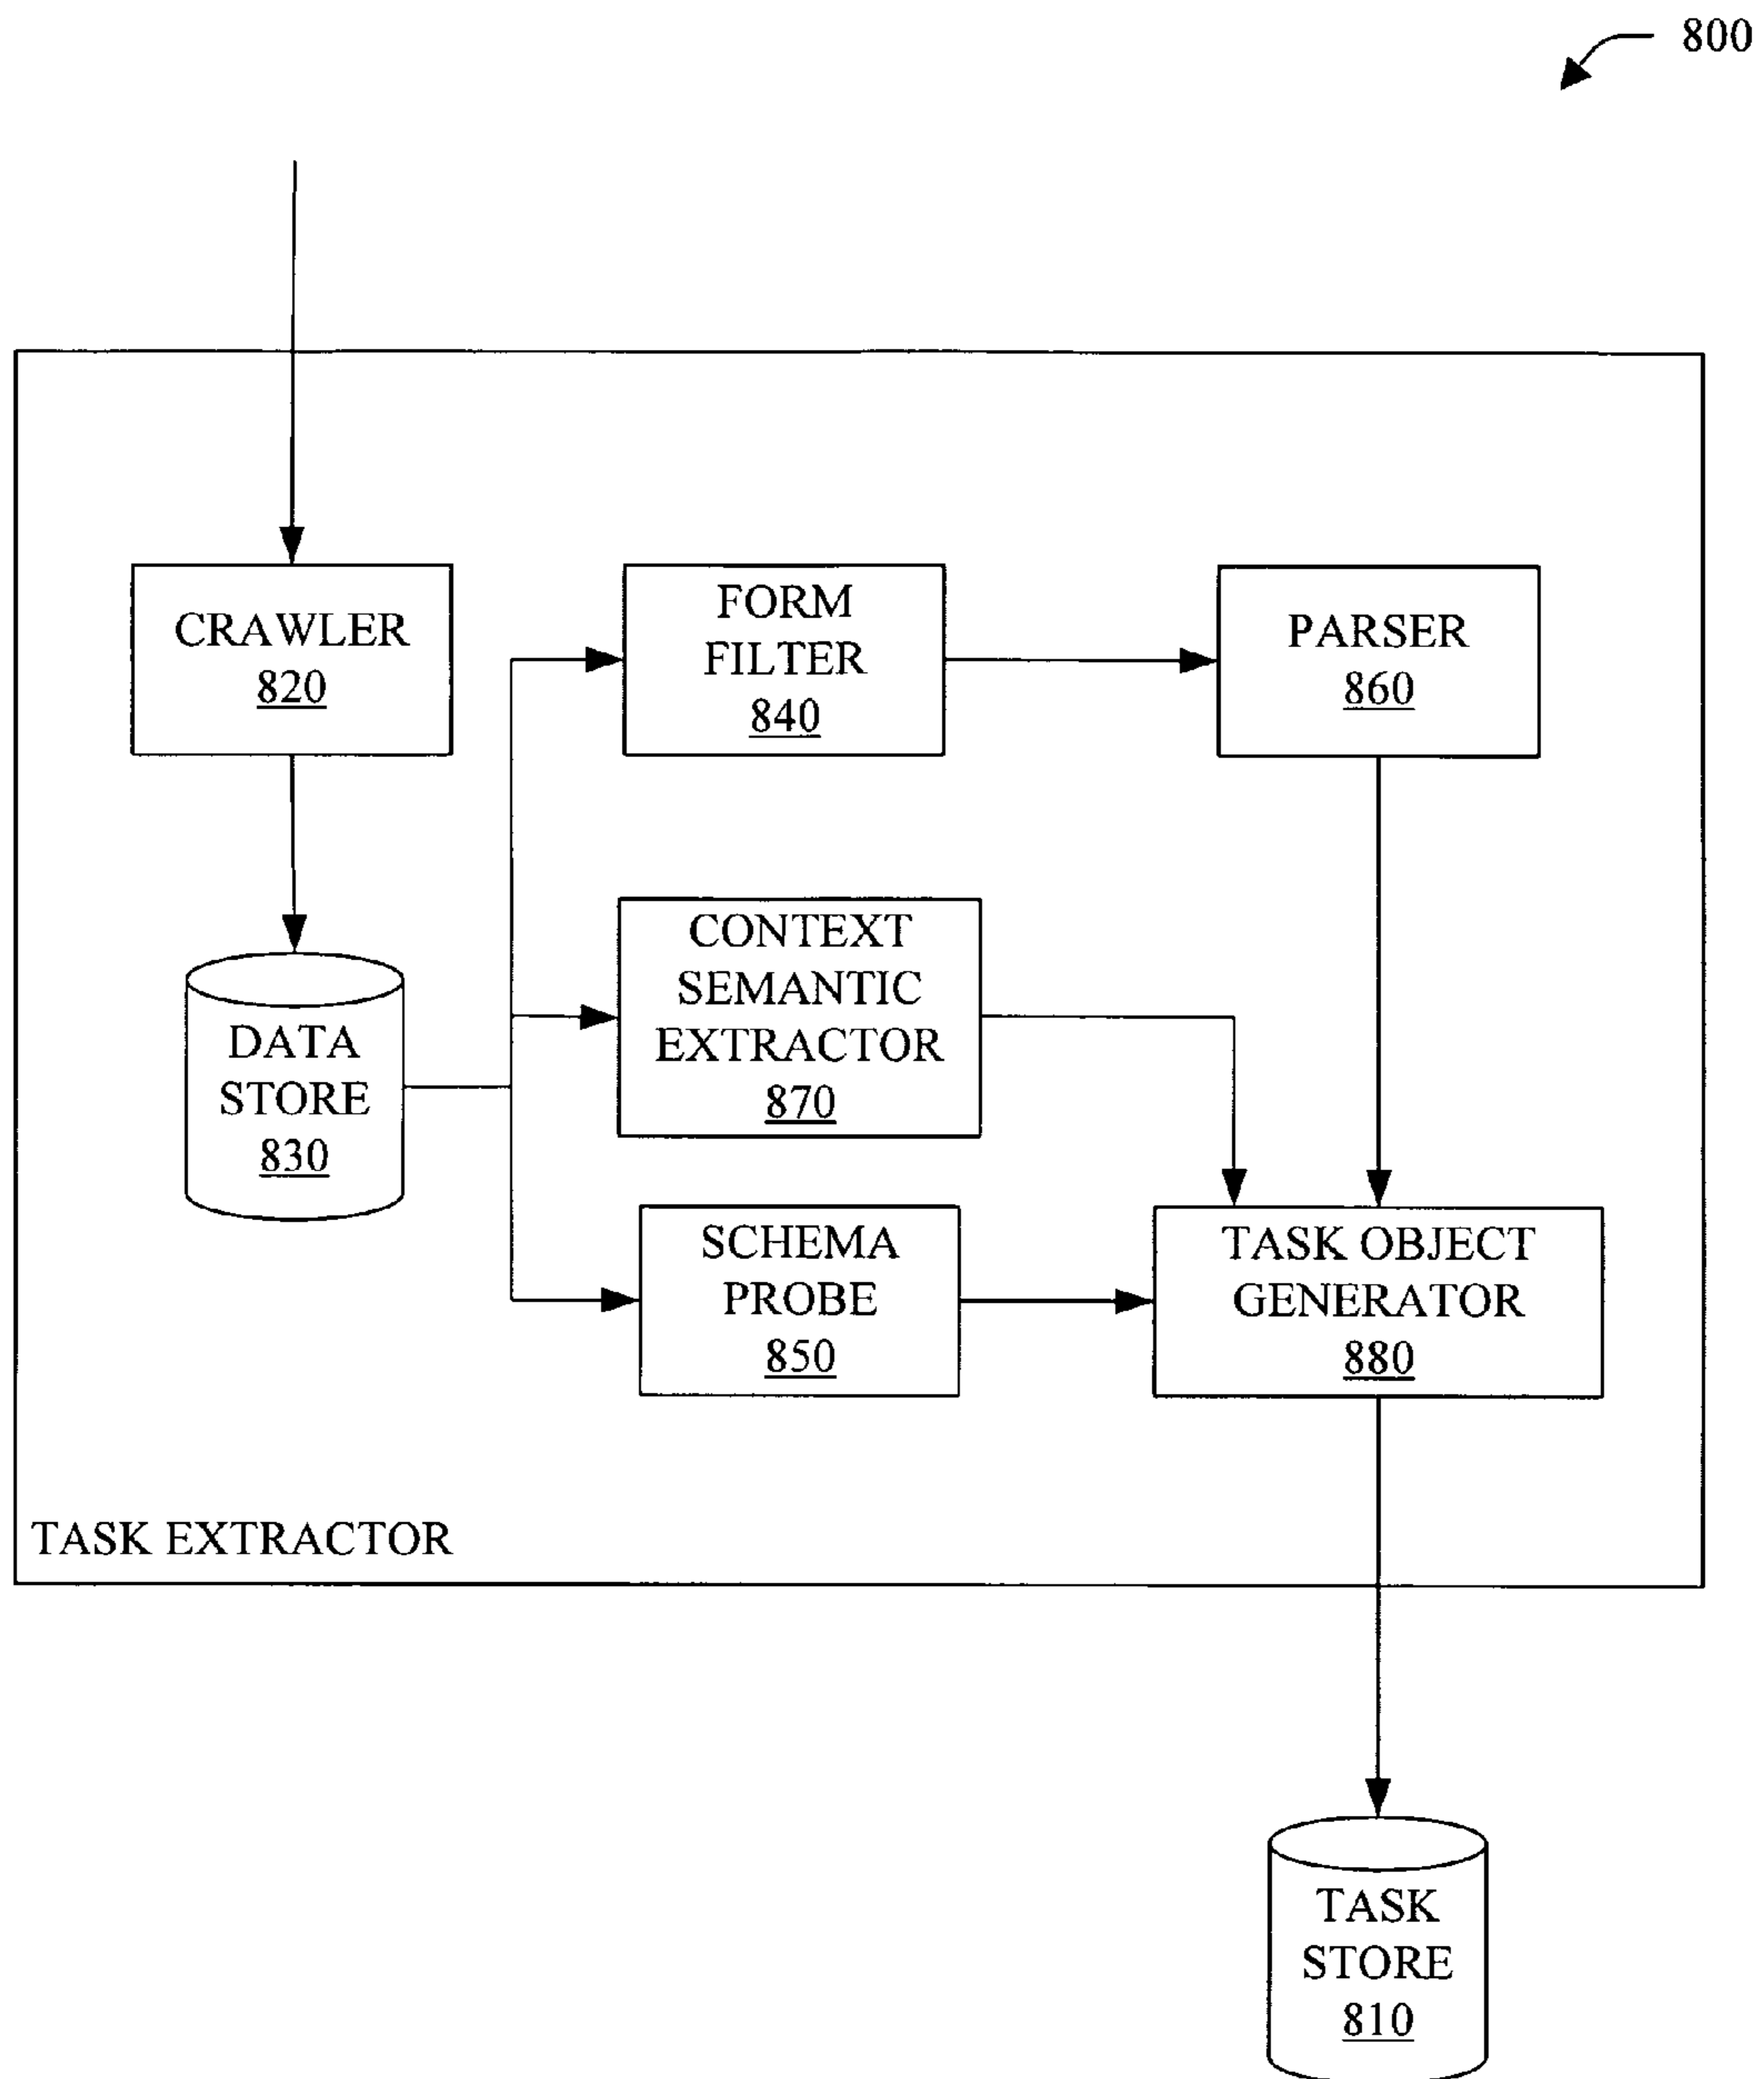 800
CRAWLER
820
FORM
FILTER
840
PARSER
860
DATA
STORE
830
CONTEXT
SEMANTIC
EXTRACTOR
870
SCHEMA
PROBE
850
TASK OBJECT
GENERATOR
880
TASK EXTRACTOR
TASK
STORE
810